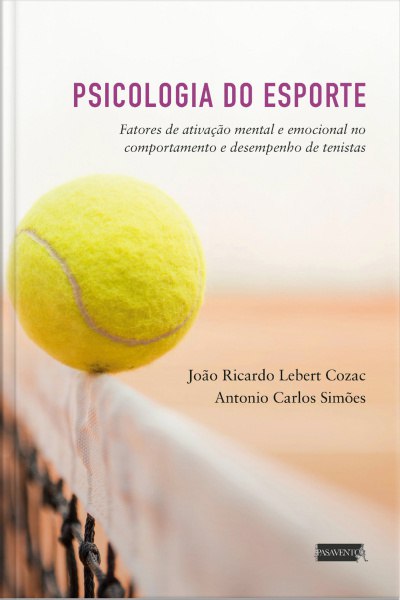 PSICOLOGIA DO ESPORTE
Fatores de ativação mental e emocional no
comportamento e desempenho de tenistas
João Ricardo Lebert Cozac
Antonio Carlos Simões
PASAVENTO